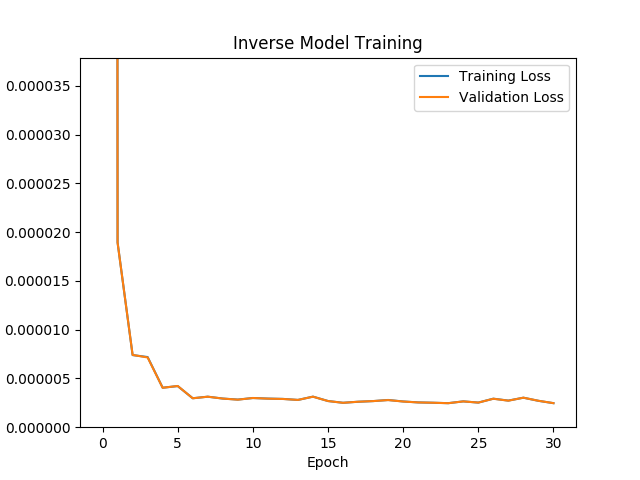 Inverse Model Training
Training Loss
Validation Loss
0.000035
0.000030
0.000025
0.000020
0.000015
0.000010
0.000005
0.000000
0 5 10 15 20 25 30
Epoch